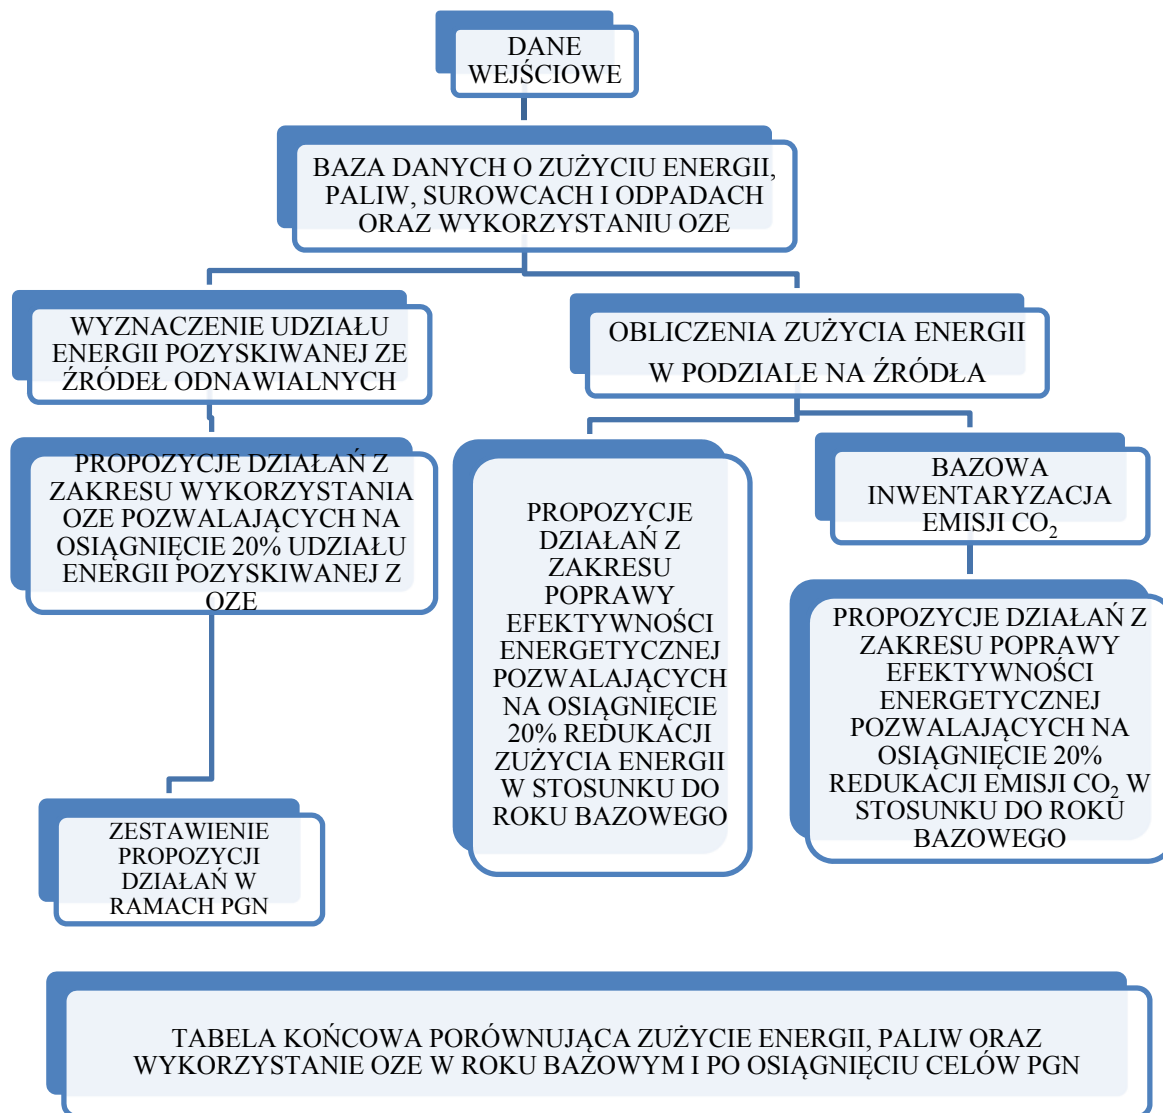 DANE
WEJŚCIOWE
BAZA DANYCH O ZUŻYCIU ENERGII,
PALIW, SUROWCACH I ODPADACH
ORAZ WYKORZYSTANIU OZE
WYZNACZENIE UDZIAŁU
ENERGII POZYSKIWANEJ ZE
ŹRÓDEŁ ODNAWIALNYCH
OBLICZENIA ZUŻYCIA ENERGII
W PODZIALE NA ŹRÓDŁA
PROPOZYCJE DZIAŁAŃ Z
ZAKRESU WYKORZYSTANIA
OZE POZWALAJĄCYCH NA
OSIĄGNIĘCIE 20% UDZIAŁU
ENERGII POZYSKIWANEJ Z
OZE
PROPOZYCJE
DZIAŁAŃ Z
ZAKRESU
POPRAWY
EFEKTYWNOŚCI
ENERGETYCZNEJ
POZWALAJĄCYCH
NA OSIĄGNIĘCIE
20% REDUKACJI
ZUŻYCIA ENERGII
W STOSUNKU DO
ROKU BAZOWEGO
BAZOWA
INWENTARYZACJA
EMISJI CO₂
PROPOZYCJE DZIAŁAŃ Z
ZAKRESU POPRAWY
EFEKTYWNOŚCI
ENERGETYCZNEJ
POZWALAJĄCYCH NA
OSIĄGNIĘCIE 20%
REDUKACJI EMISJI CO₂ W
STOSUNKU DO ROKU
BAZOWEGO
ZESTAWIENIE
PROPOZYCJI
DZIAŁAŃ W
RAMACH PGN
TABELA KOŃCOWA PORÓWNUJĄCA ZUŻYCIE ENERGII, PALIW ORAZ
WYKORZYSTANIE OZE W ROKU BAZOWYM I PO OSIĄGNIĘCIU CELÓW PGN